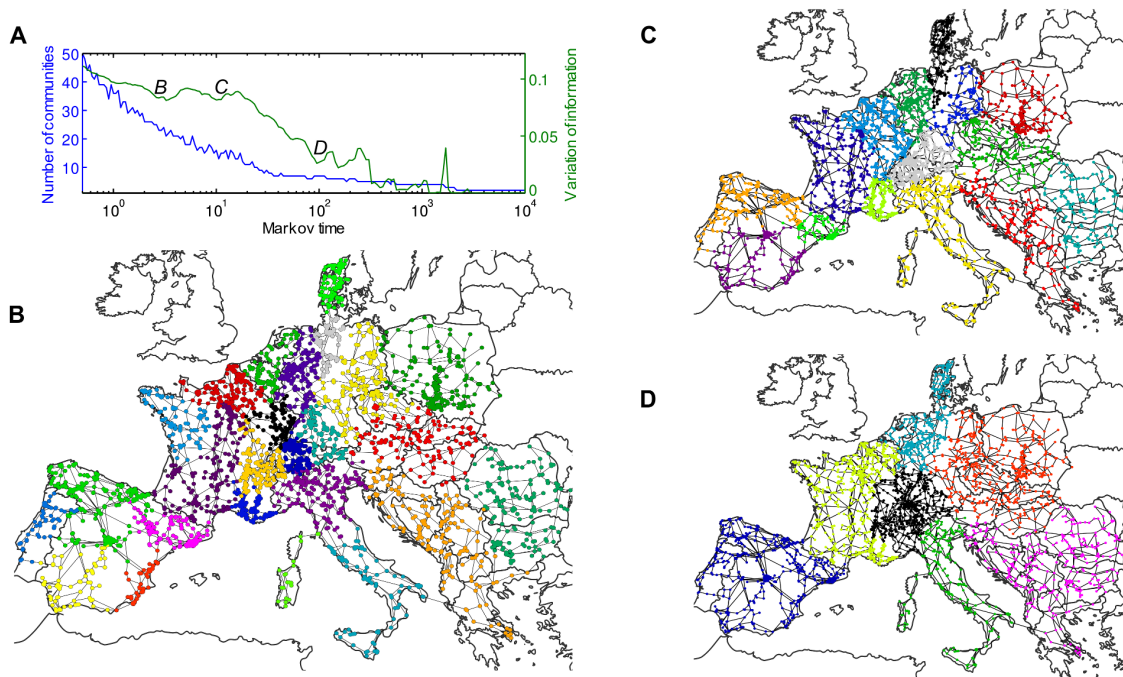 A
Number of communities
50
40
30
20
10
B
C
D
0.1
0.05
0
Variation of information
10^0
10^1
10^2
10^3
10^4
Markov time
B
C
D